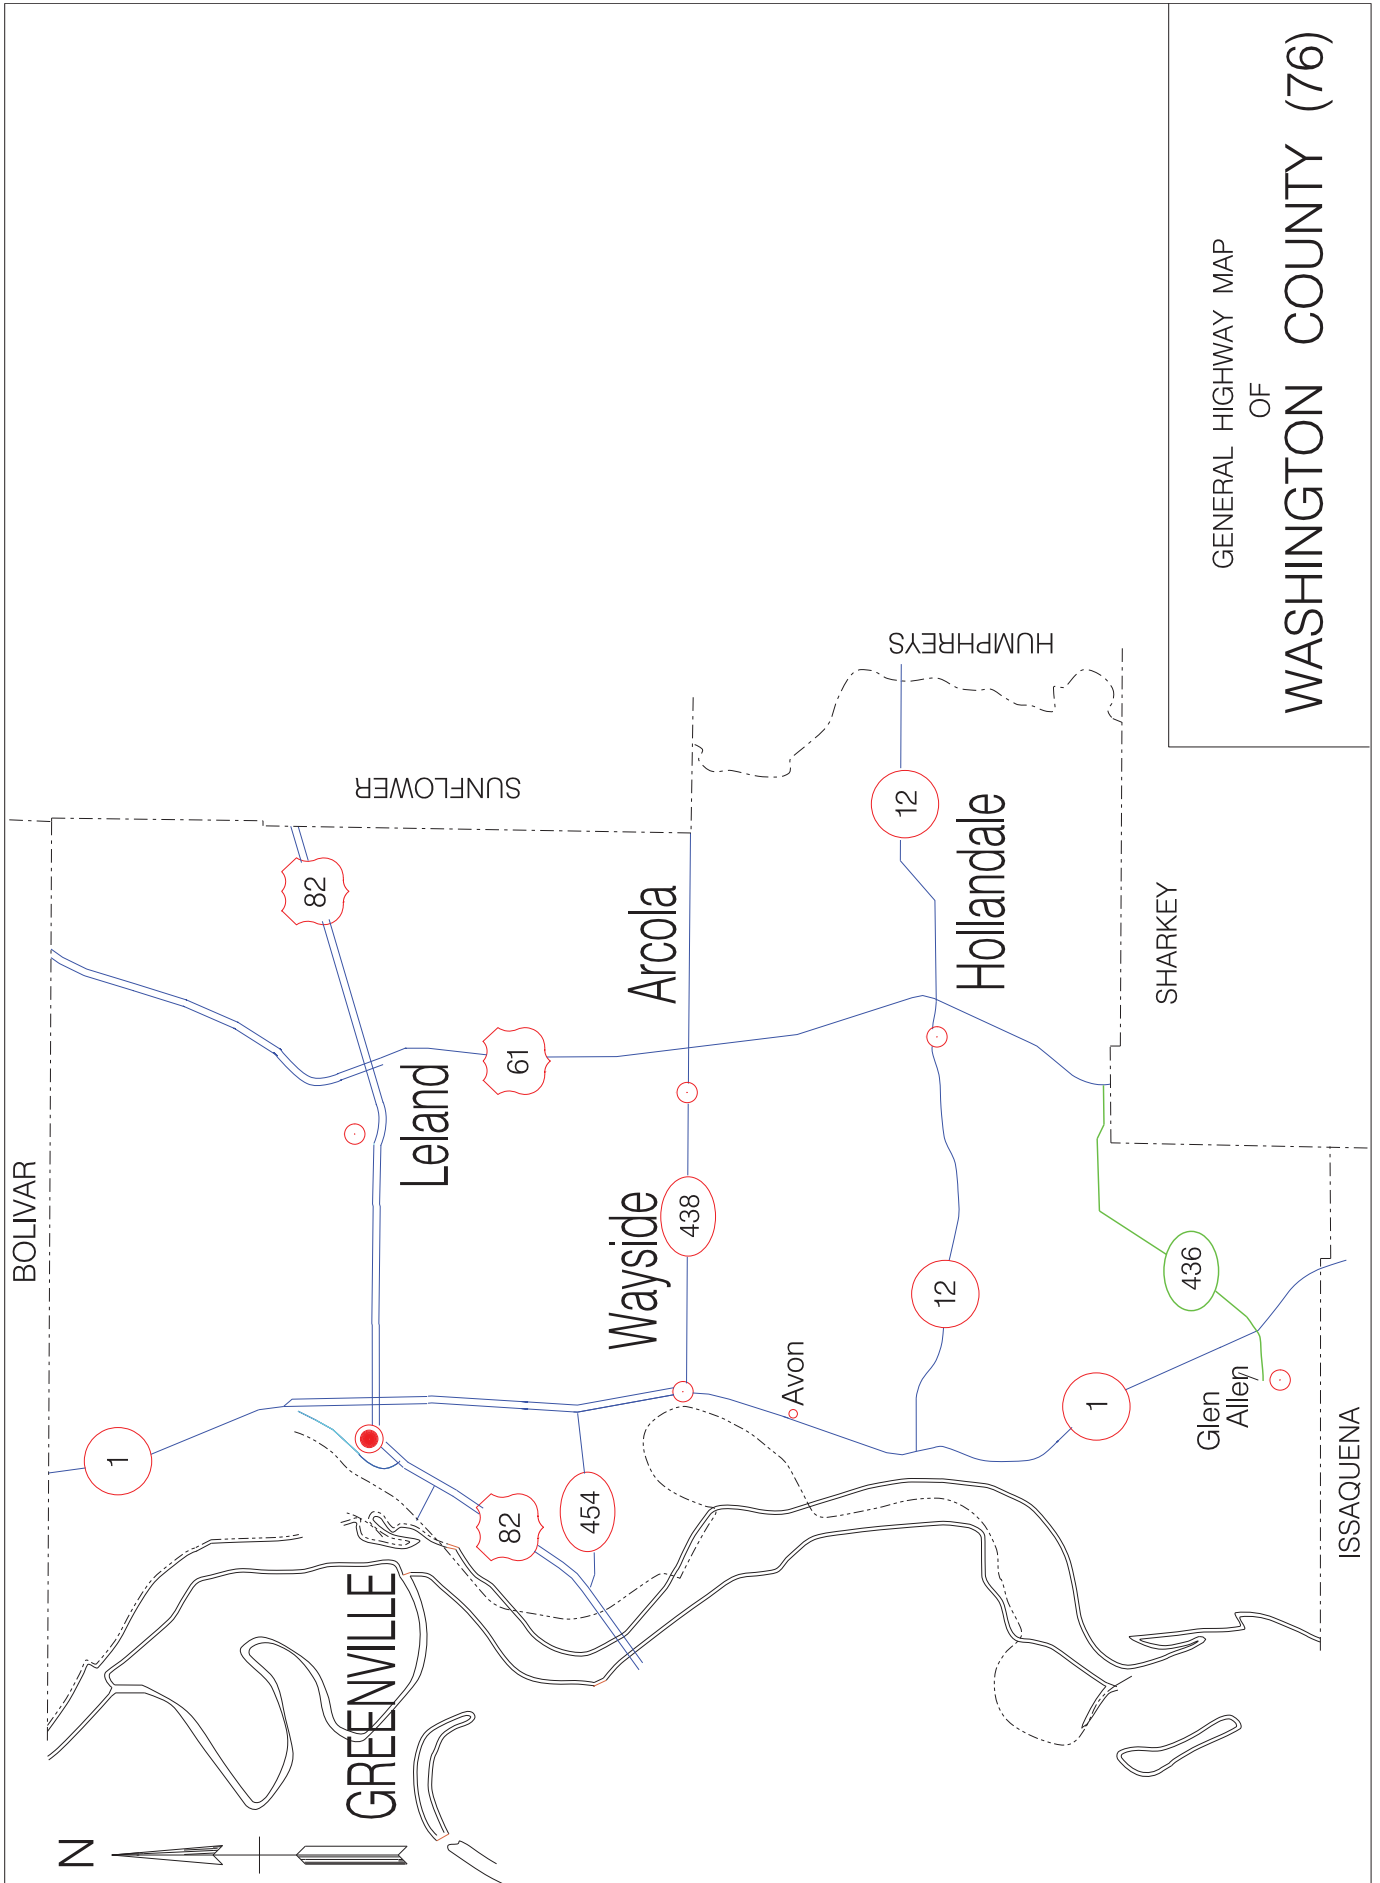 N
BOLIVAR
1
82
SUNFLOWER
GREENVILLE
Leland
61
82
454
Wayside
438
Arcola
Avon
12
12
HUMPHREYS
Hollandale
1
436
Glen
Allen
SHARKEY
ISSAQUENA
GENERAL HIGHWAY MAP
OF
WASHINGTON COUNTY (76)